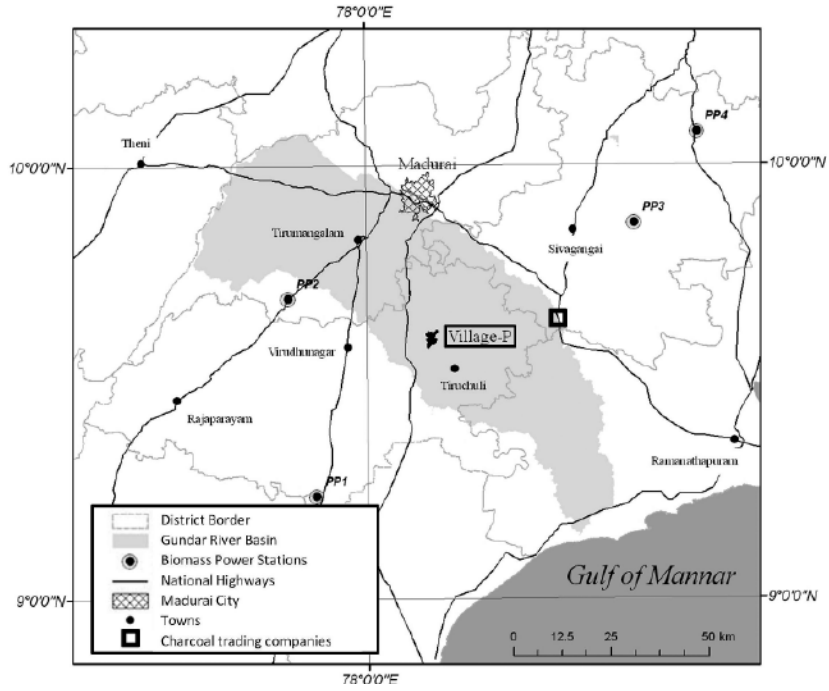 78°0'0"E
PP4
Theni
10°0'0"N
Madurai
10°0'0"N
PP3
Tirumangalam
Sivagangai
PP2
Village-P
Virudhunagar
Tiruchuli
Rajaparayam
Ramanathapuram
PP1
District Border
Gundar River Basin
Biomass Power Stations
National Highways
Madurai City
Towns
Charcoal trading companies
Gulf of Mannar
9°0'0"N
9°0'0"N
0 12.5 25 50 km
78°0'0"E